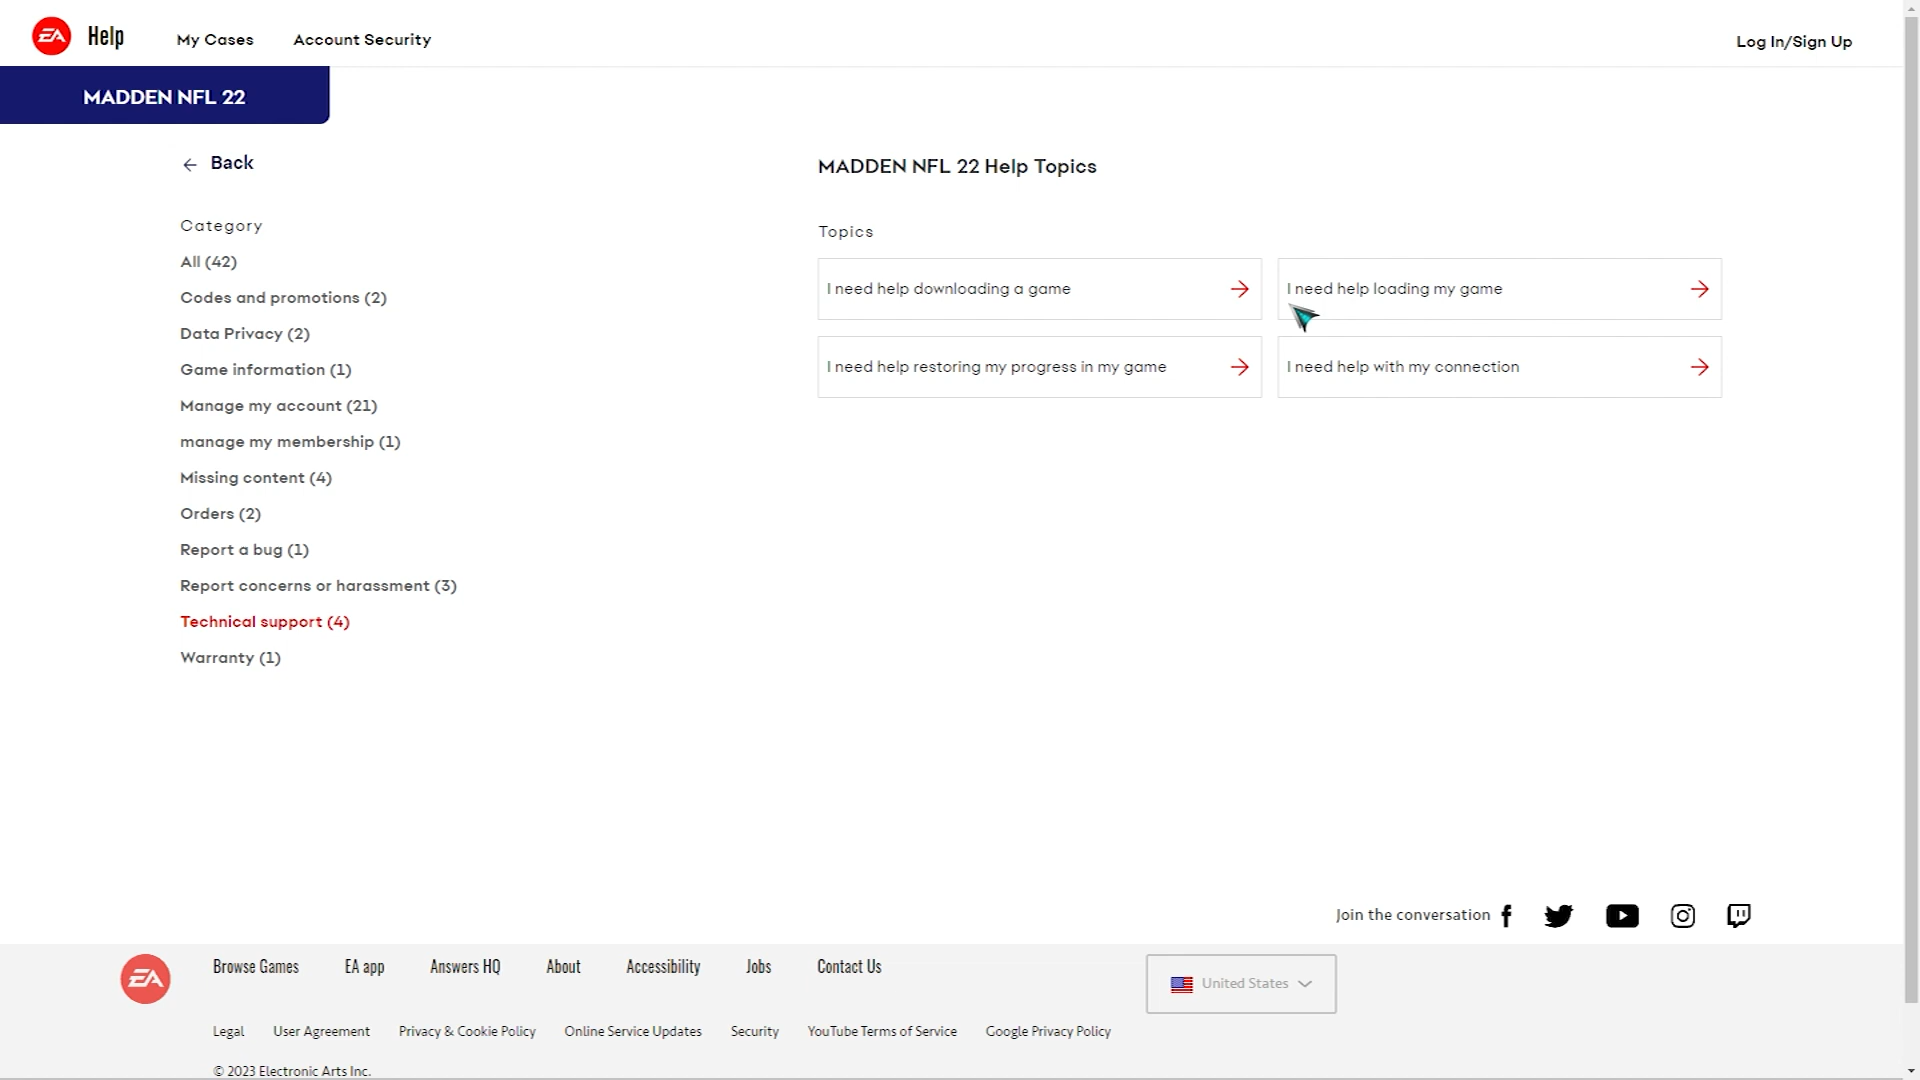 EA Help My Cases Account Security Log In/Sign Up
MADDEN NFL 22
Back
MADDEN NFL 22 Help Topics
Category
Topics
All (42)
Codes and promotions (2)
Data Privacy (2)
Game information (1)
Manage my account (21)
manage my membership (1)
Missing content (4)
Orders (2)
Report a bug (1)
Report concerns or harassment (3)
Technical support (4)
Warranty (1)
I need help downloading a game
I need help loading my game
I need help restoring my progress in my game
I need help with my connection
Join the conversation
EA
Browse Games EA app Answers HQ About Accessibility Jobs Contact Us
United States
Legal User Agreement Privacy & Cookie Policy Online Service Updates Security YouTube Terms of Service Google Privacy Policy
© 2023 Electronic Arts Inc.